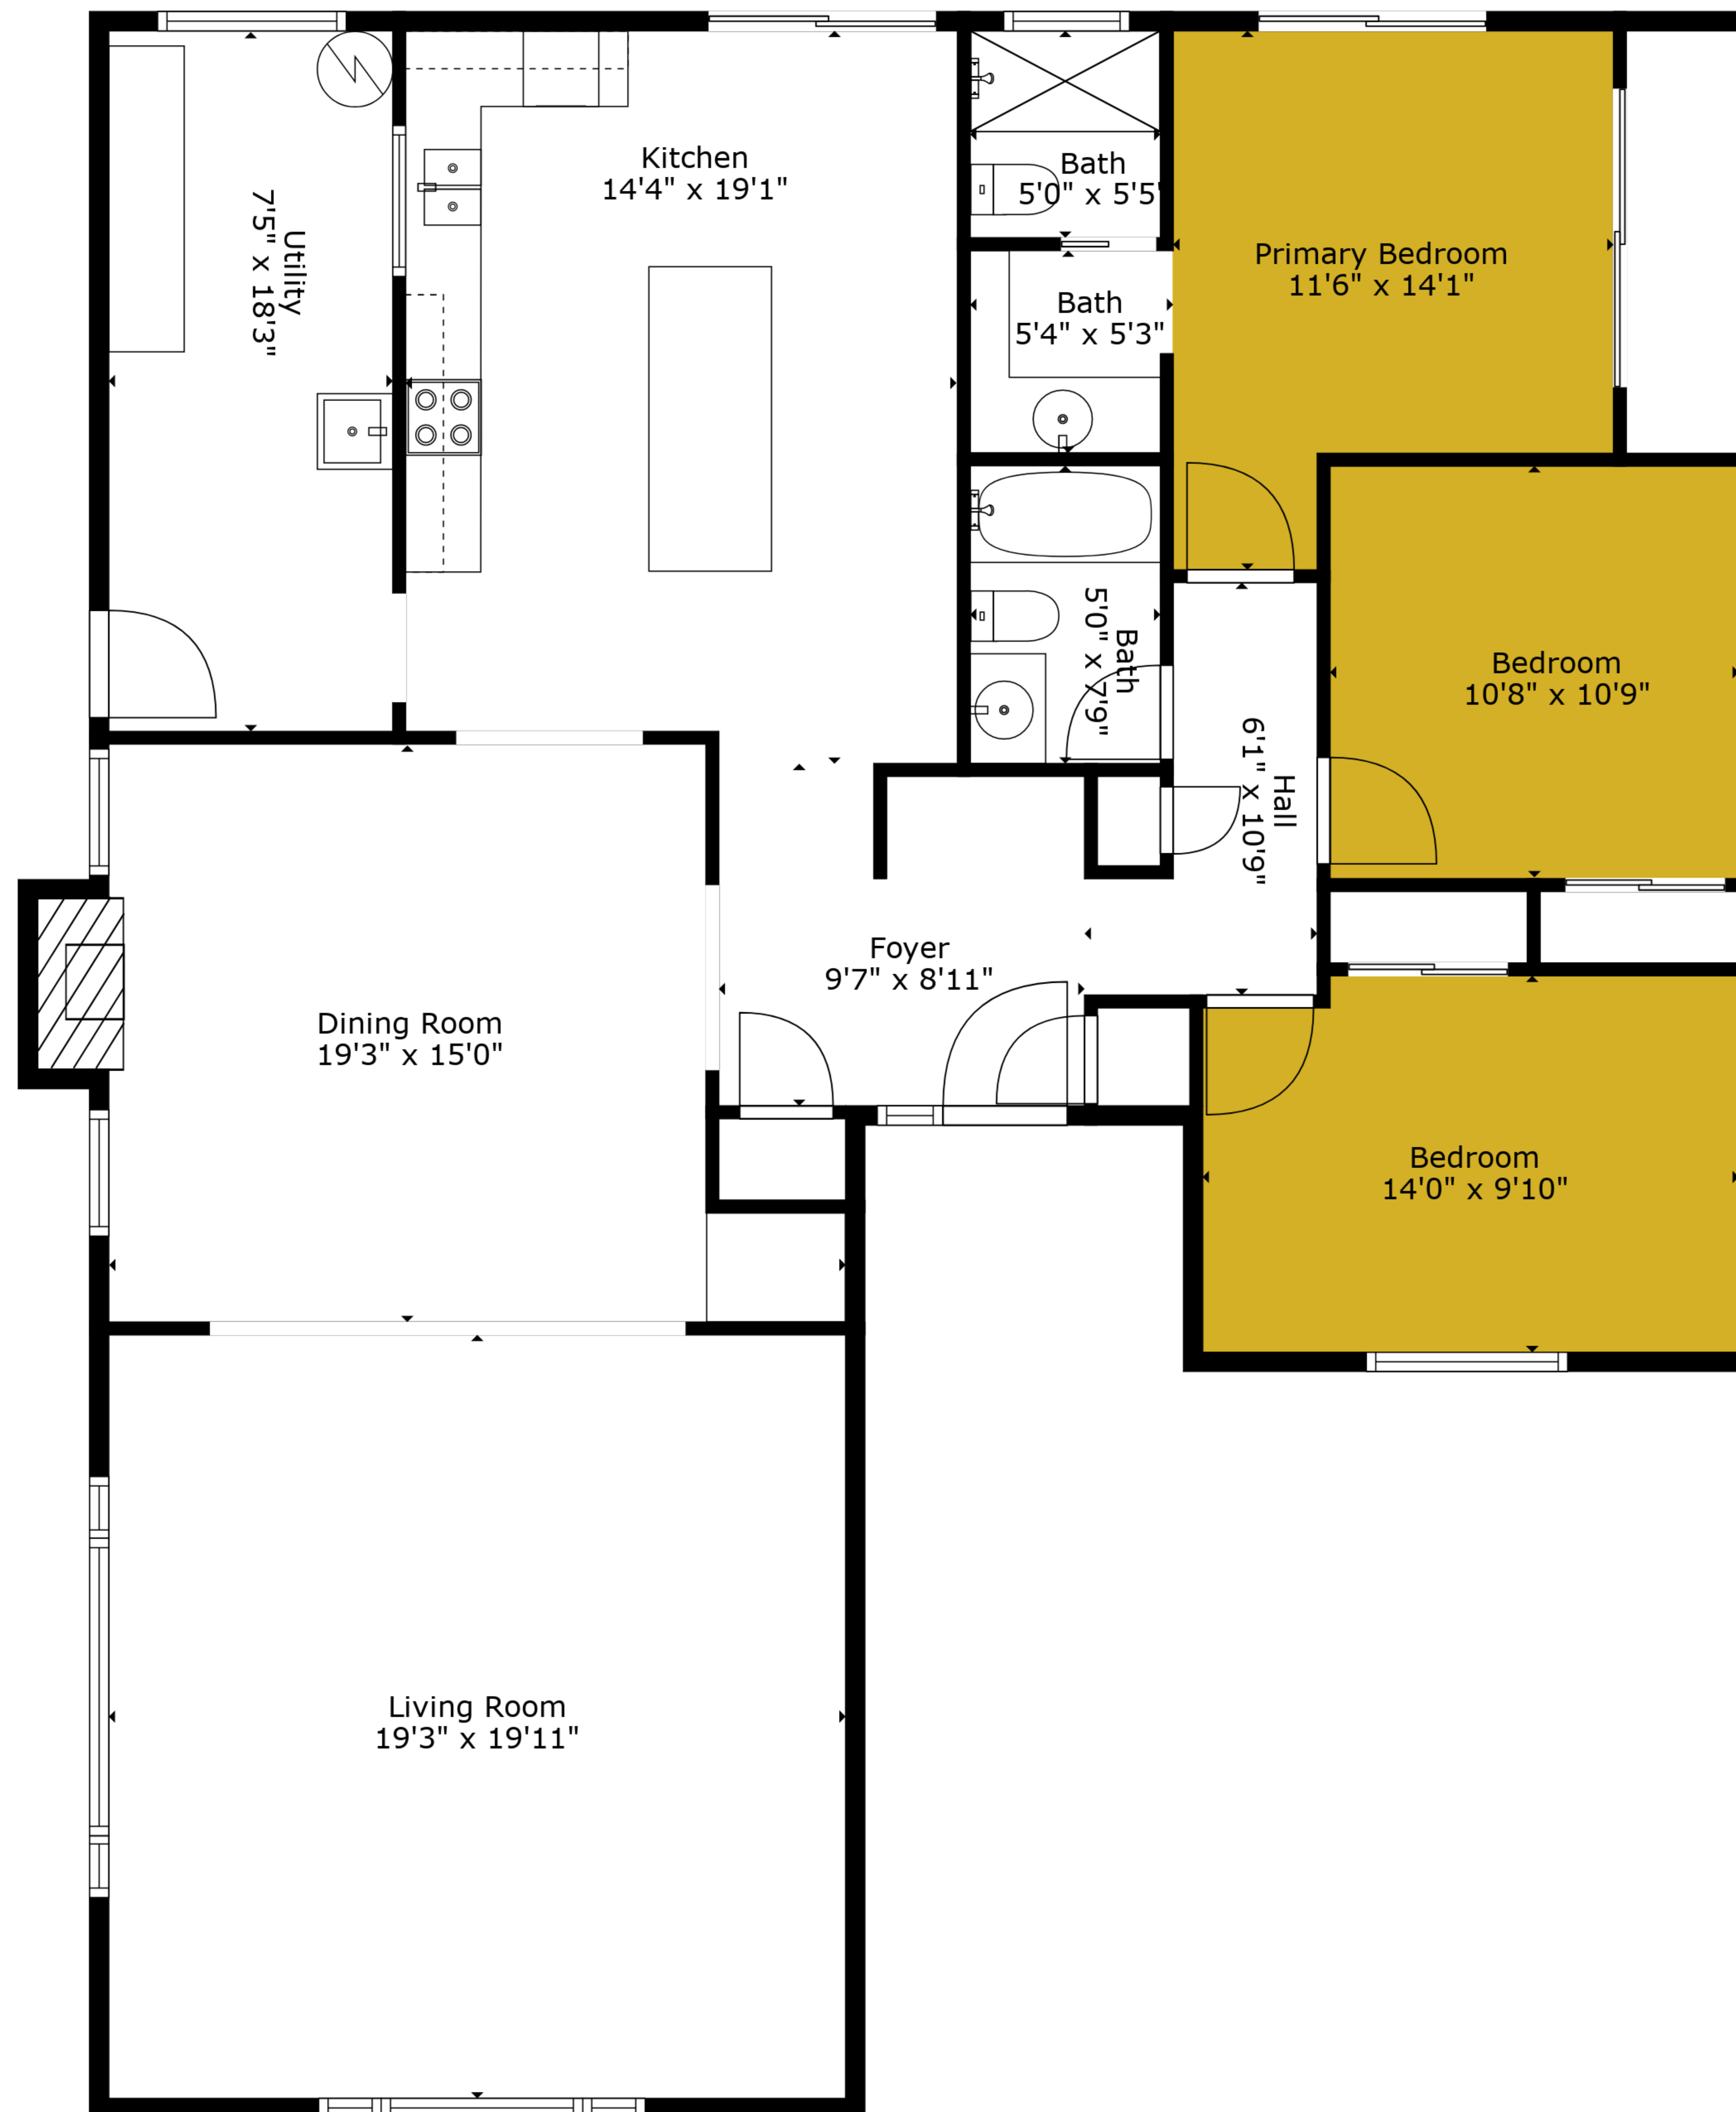 Kitchen
14'4" x 19'1"
Bath
5'0" x 5'5'
Utility
7'5" x 18'3"
Primary Bedroom
11'6" x 14'1"
Bath
5'4" x 5'3"
Bath
5'0" x 7'9"
Bedroom
10'8" x 10'9"
Hall
6'1" x 10'9"
Foyer
9'7" x 8'11"
Dining Room
19'3" x 15'0"
Bedroom
14'0" x 9'10"
Living Room
19'3" x 19'11"